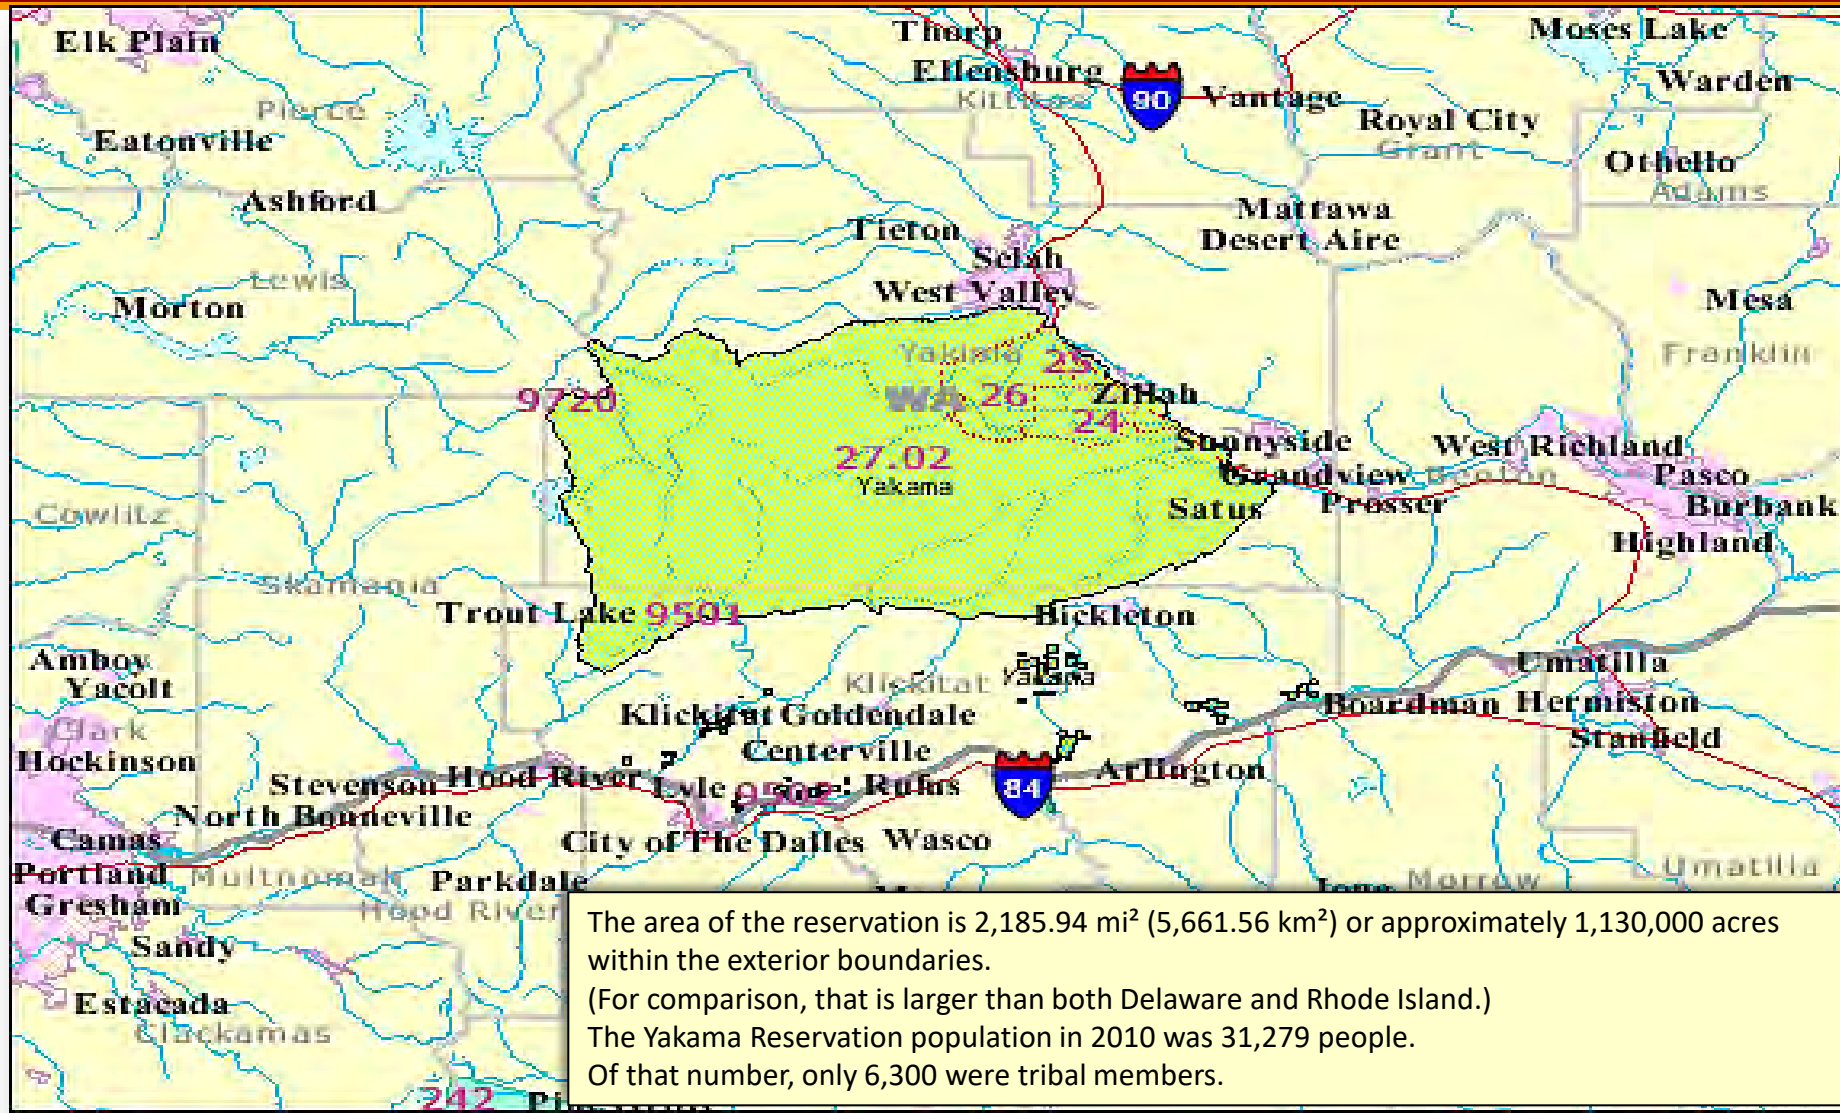 Thorp
Moses Lake
Elk Plain
Ellensburg
Warden
Kittitas
90
Vantage
Pierce
Royal City
Eatonville
Grant
Othello
Adams
Ashford
Mattawa
Tieton
Desert Aire
Selah
Lewis
West Valley
Mesa
Morton
Yakima
25
Franklin
9720
WA
26
Zillah
24
Sunnyside
West Richland
27.02
Grandview
Benton
Pasco
Yakama
Satus
Prosser
Burbank
Cowlitz
Highland
Skamania
Trout Lake
9501
Bickleton
Amboy
Umatilla
Yacolt
Klickitat
Yakama
Boardman
Hermiston
Clark
Klickitat
Goldendale
Stanfield
Hockinson
Centerville
Stevenson
Hood River
Lyle
9502
Rufus
84
Arlington
North Bonneville
Camas
City of The Dalles
Wasco
Portland
Multnomah
Parkdale
Morrow
Umatilla
Gresham
Hood River
Sandy
Estacada
Clackamas
242
The area of the reservation is 2,185.94 mi² (5,661.56 km²) or approximately 1,130,000 acres
within the exterior boundaries.
(For comparison, that is larger than both Delaware and Rhode Island.)
The Yakama Reservation population in 2010 was 31,279 people.
Of that number, only 6,300 were tribal members.